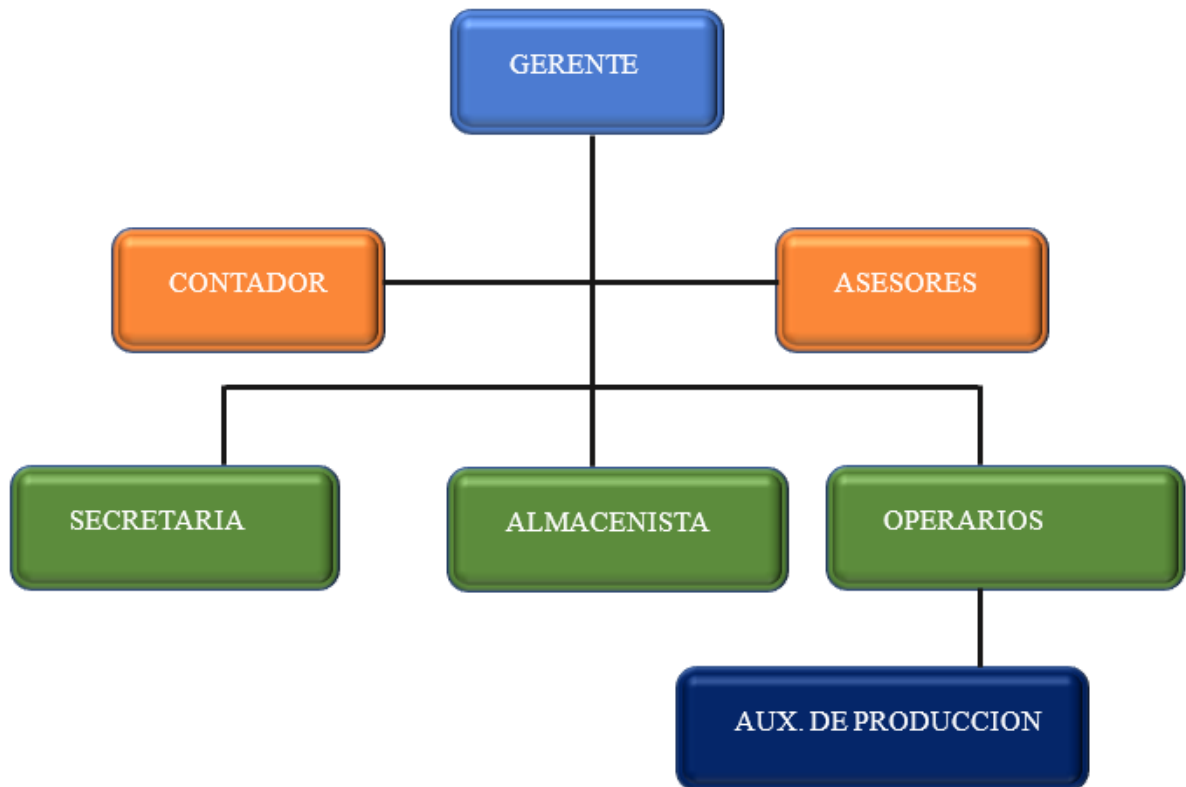 GERENTE
CONTADOR
ASESORES
SECRETARIA
ALMACENISTA
OPERARIOS
AUX. DE PRODUCCION